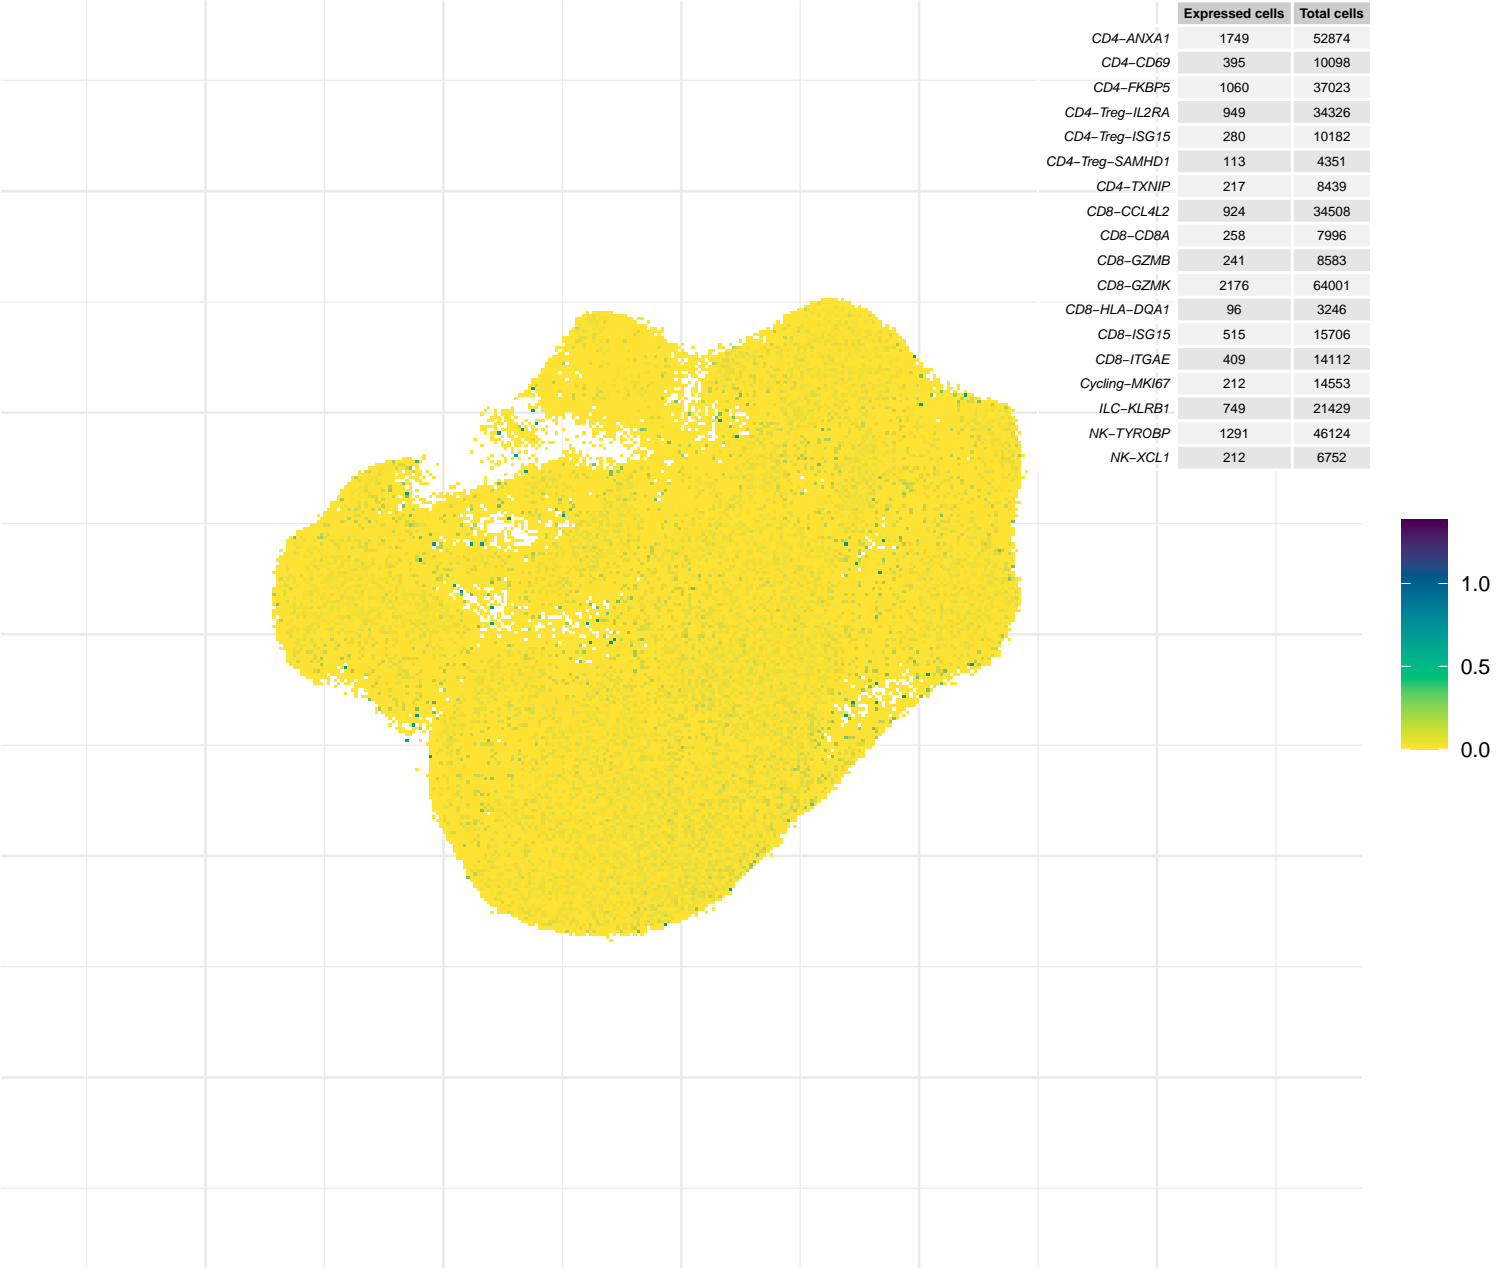 Expressed cells Total cells
CD4−ANXA1 1749 52874
CD4−CD69 395 10098
CD4−FKBP5 1060 37023
CD4−Treg−IL2RA 949 34326
CD4−Treg−ISG15 280 10182
CD4−Treg−SAMHD1 113 4351
CD4−TXNIP 217 8439
CD8−CCL4L2 924 34508
CD8−CD8A 258 7996
CD8−GZMB 241 8583
CD8−GZMK 2176 64001
CD8−HLA−DQA1 96 3246
CD8−ISG15 515 15706
CD8−ITGAE 409 14112
Cycling−MKI67 212 14553
ILC−KLRB1 749 21429
NK−TYROBP 1291 46124
NK−XCL1 212 6752
1.0
0.5
0.0